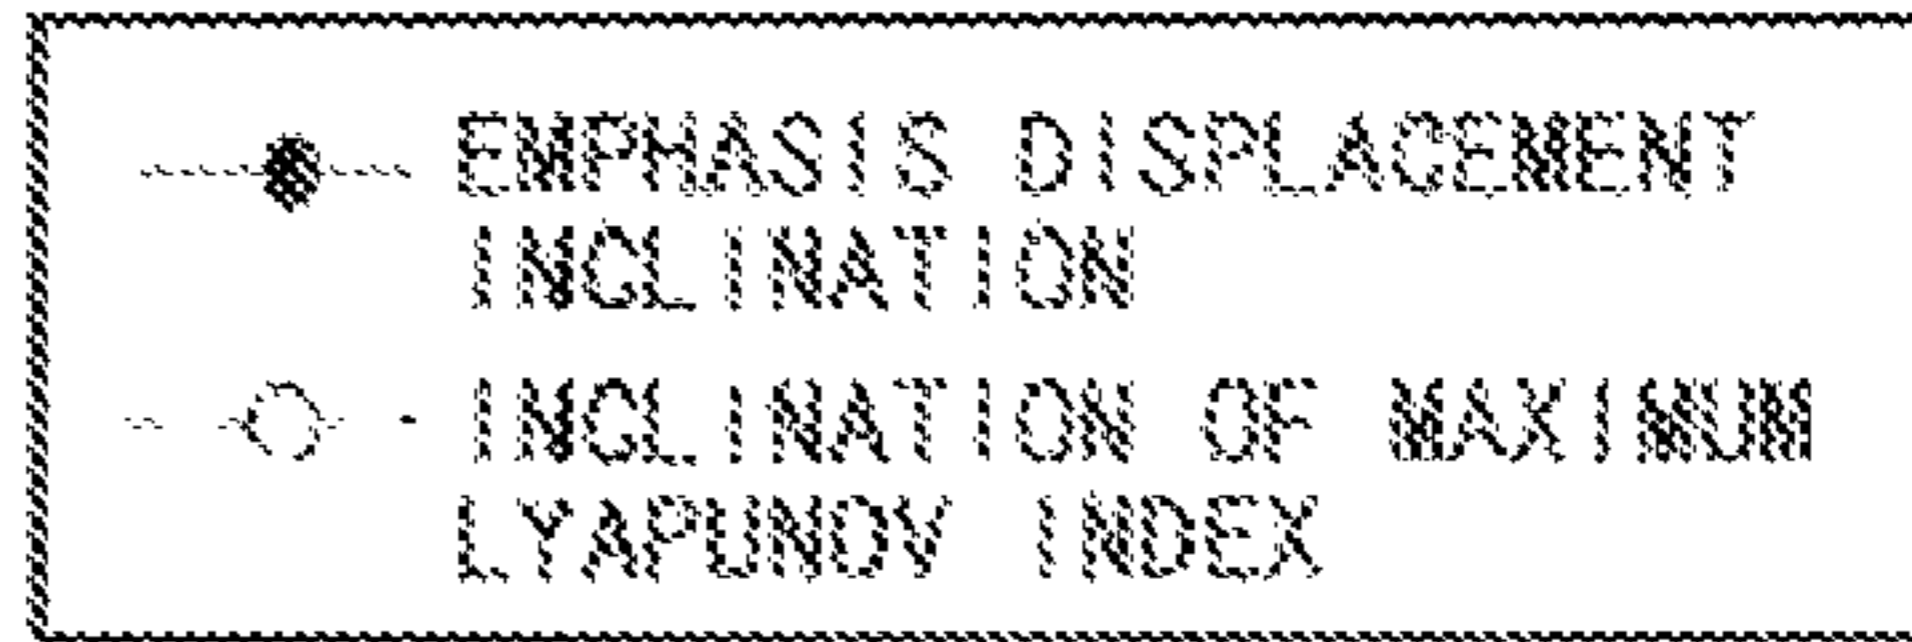 EMPHASIS DISPLACEMENT
INCLINATION
INCLINATION OF MAXIMUM
LYAPUNOV INDEX